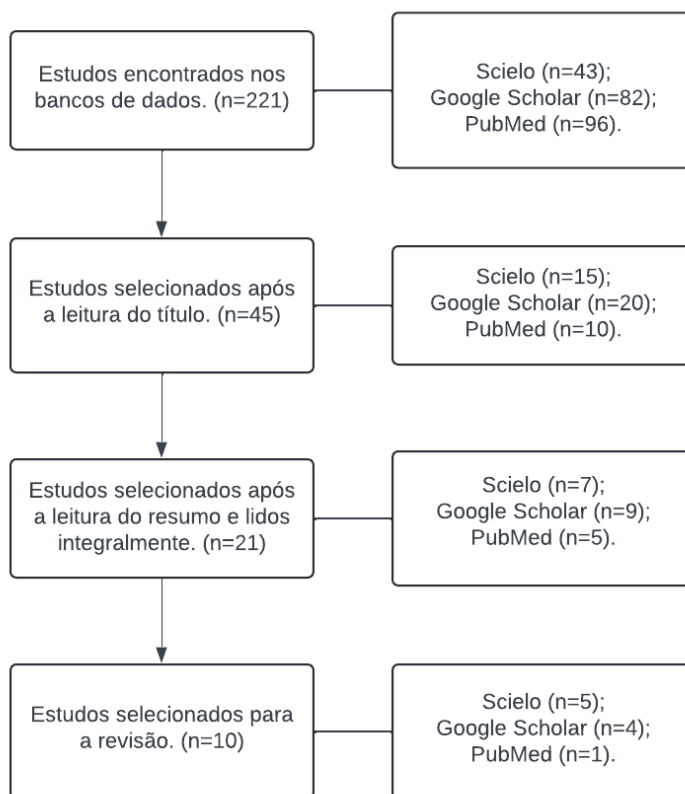 Estudos encontrados nos
bancos de dados. (n=221)
Scielo (n=43);
Google Scholar (n=82);
PubMed (n=96).
Estudos selecionados após
a leitura do título. (n=45)
Scielo (n=15);
Google Scholar (n=20);
PubMed (n=10).
Estudos selecionados após
a leitura do resumo e lidos
integralmente. (n=21)
Scielo (n=7);
Google Scholar (n=9);
PubMed (n=5).
Estudos selecionados para
a revisão. (n=10)
Scielo (n=5);
Google Scholar (n=4);
PubMed (n=1).